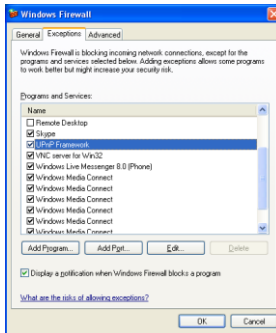 Windows Firewall
General Exceptions Advanced
Windows Firewall is blocking incoming network connections, except for the
programs and services selected below. Adding exceptions allows some programs
to work better but might increase your security risk.
Programs and Services:
Name
Remote Desktop
Skype
UPnP Framework
VNC server for Win32
Windows Live Messenger 8.0 (Phone)
Windows Media Connect
Windows Media Connect
Windows Media Connect
Windows Media Connect
Windows Media Connect
Windows Media Connect
Add Program... Add Port... Edit... Delete
Display a notification when Windows Firewall blocks a program
What are the risks of allowing exceptions?
OK Cancel